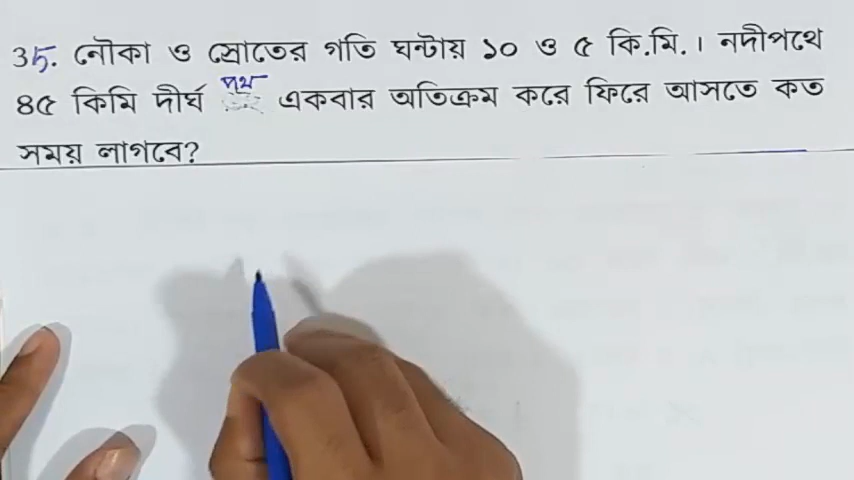 35. নৌকা ও স্রোতের গতি ঘন্টায় ১০ ও ৫ কি.মি.। নদীপথে
৪৫ কিমি দীর্ঘ পথ একবার অতিক্রম করে ফিরে আসতে কত
সময় লাগবে?